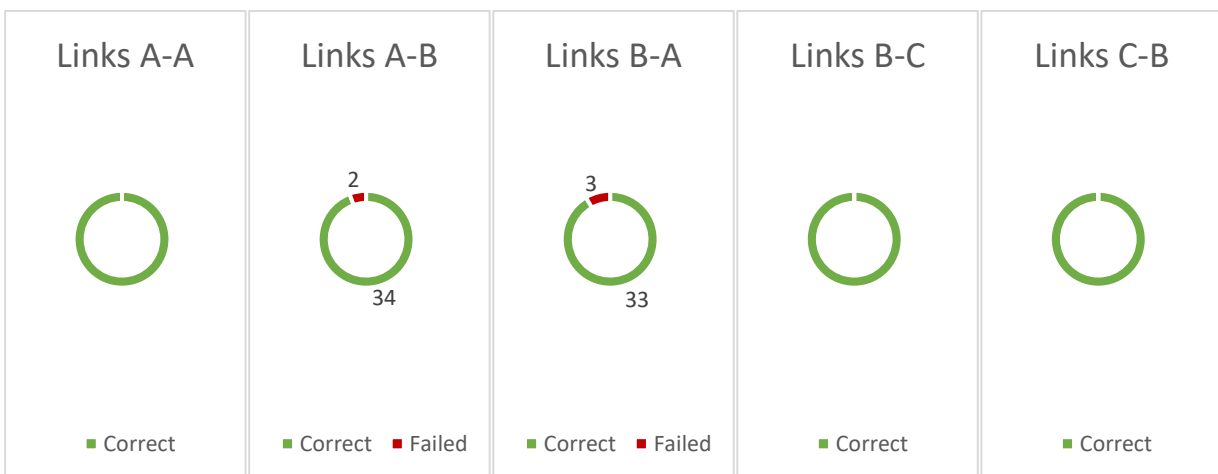 Links A-A
Links A-B
Links B-A
Links B-C
Links C-B
2
34
3
33
Correct
Correct Failed
Correct Failed
Correct
Correct